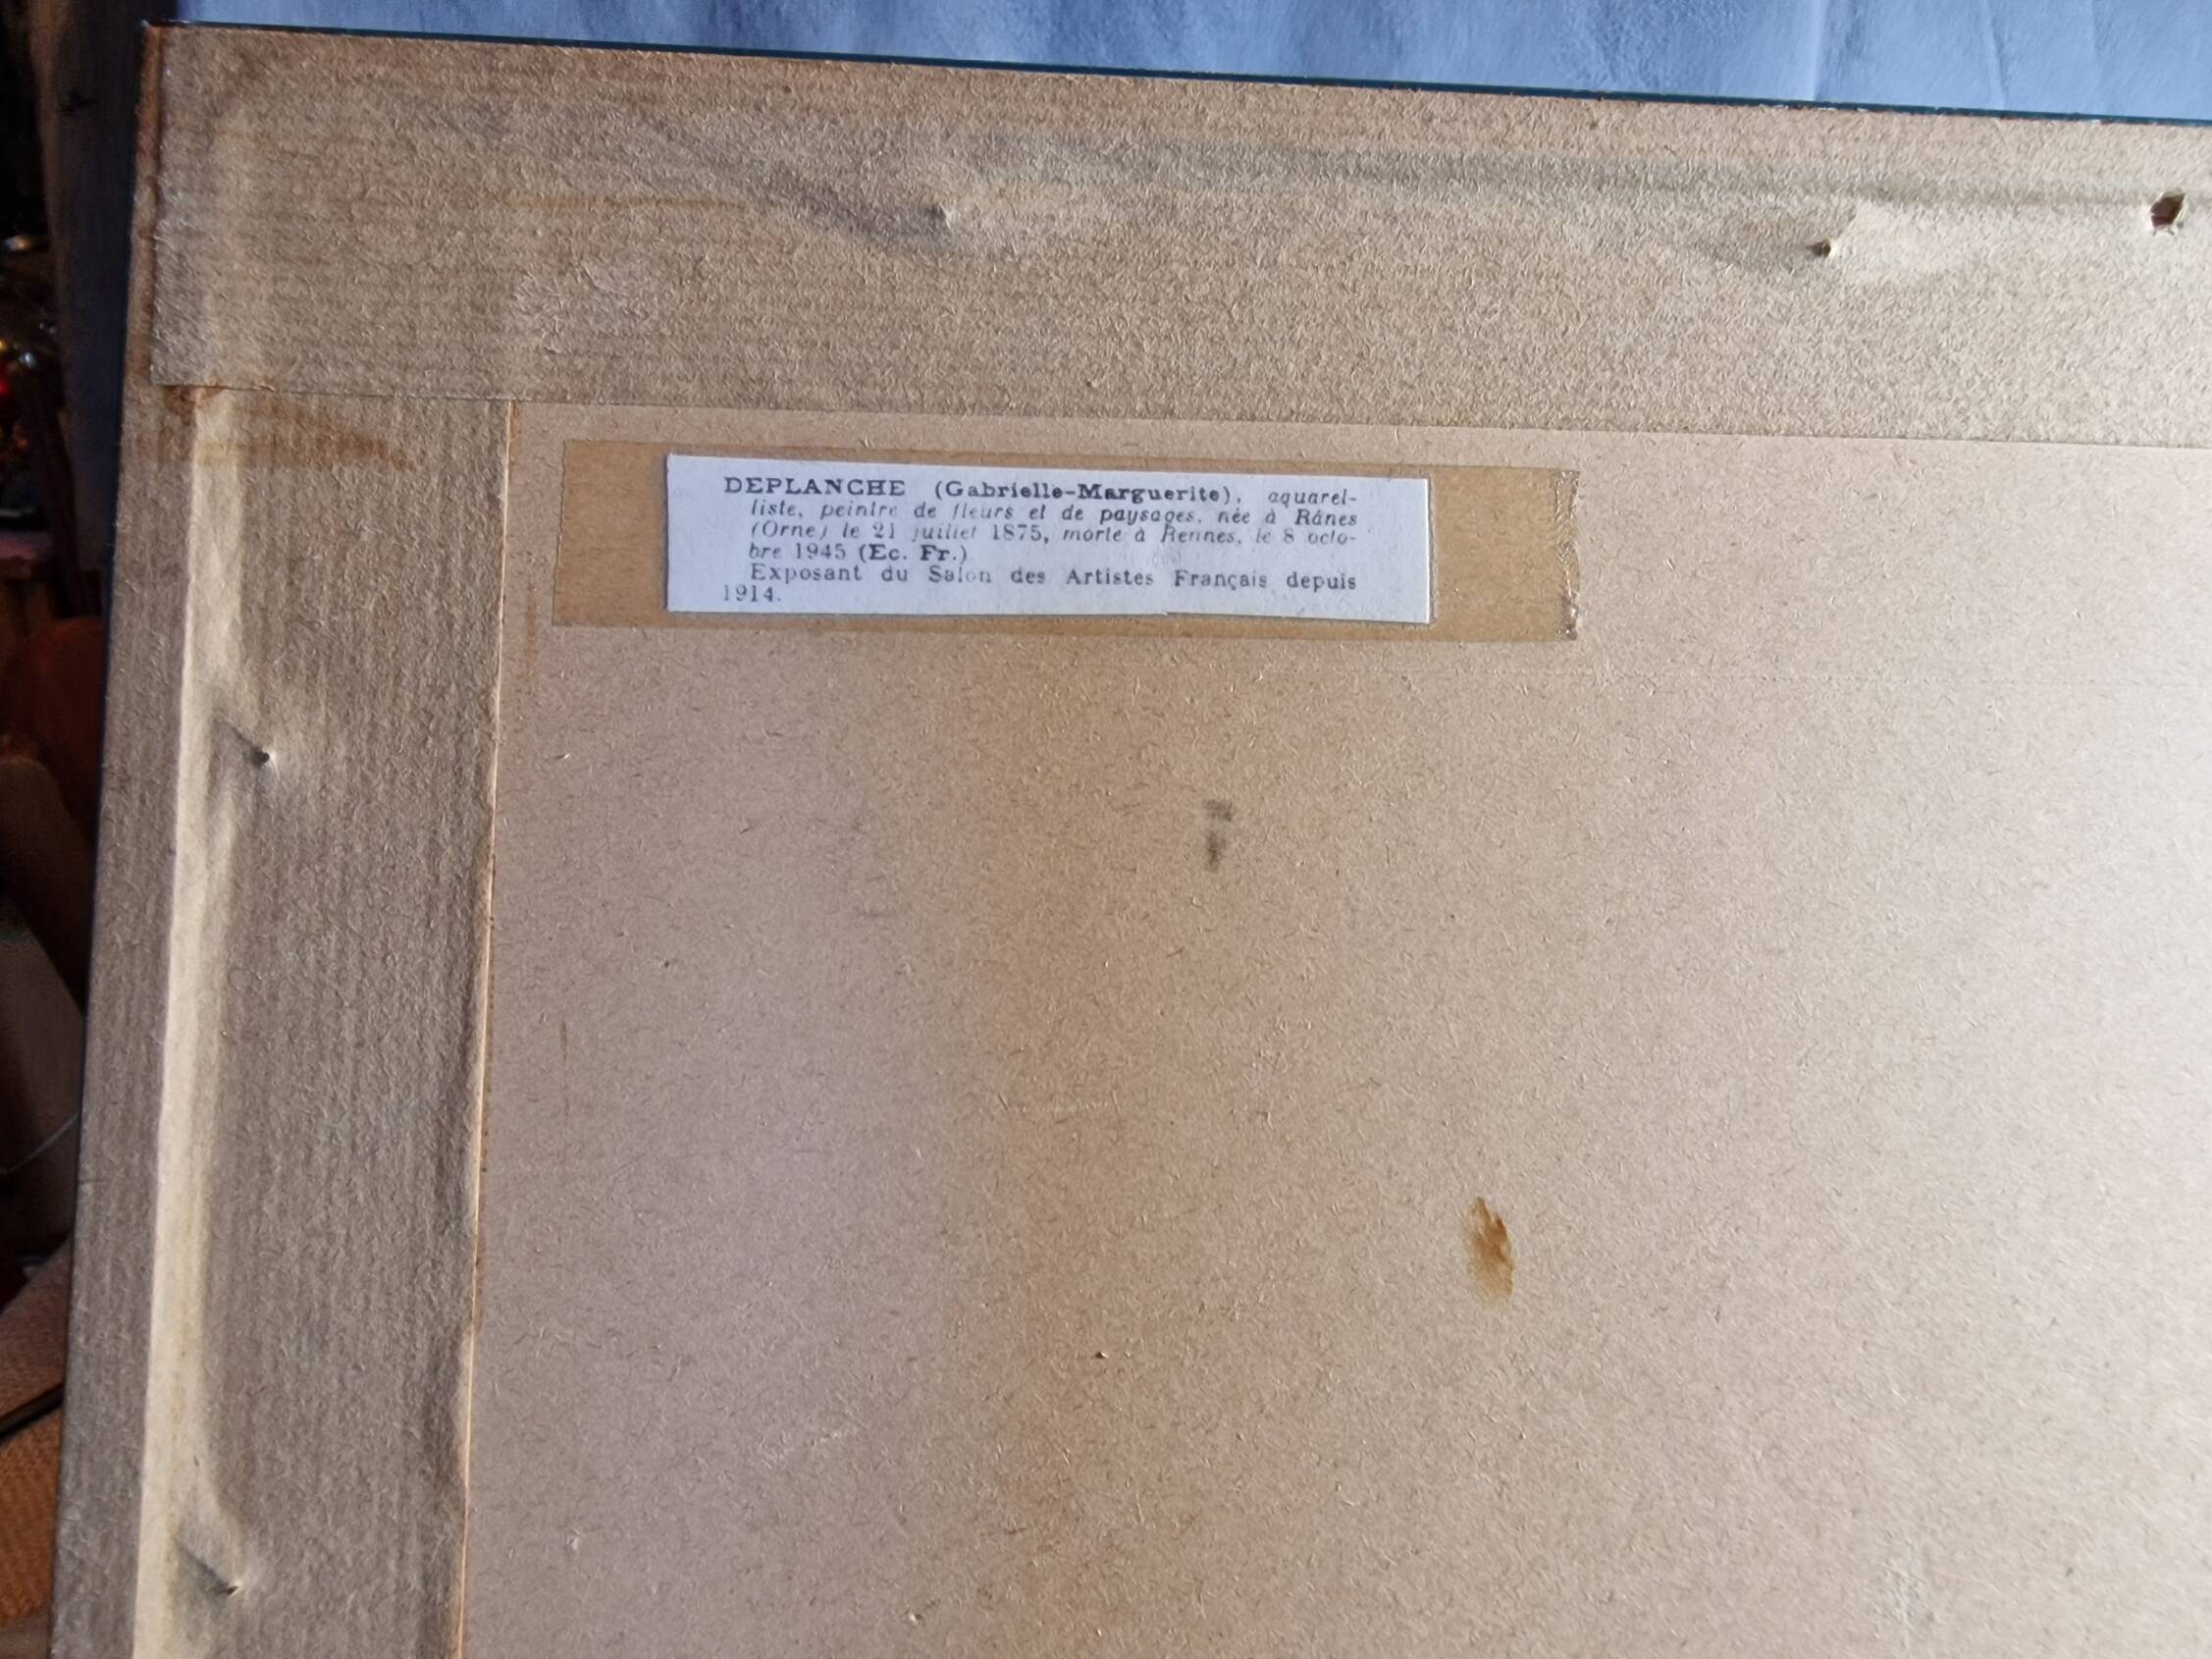 DEPLANCHE (Gabrielle-Marguerite), aquarel-
liste, peintre de fleurs et de paysages, née à Rânes
(Orne) le 21 juillet 1875, morte à Rennes, le 8 octo-
bre 1945 (Ec. Fr.)
Exposant du Salon des Artistes Français depuis
1914.